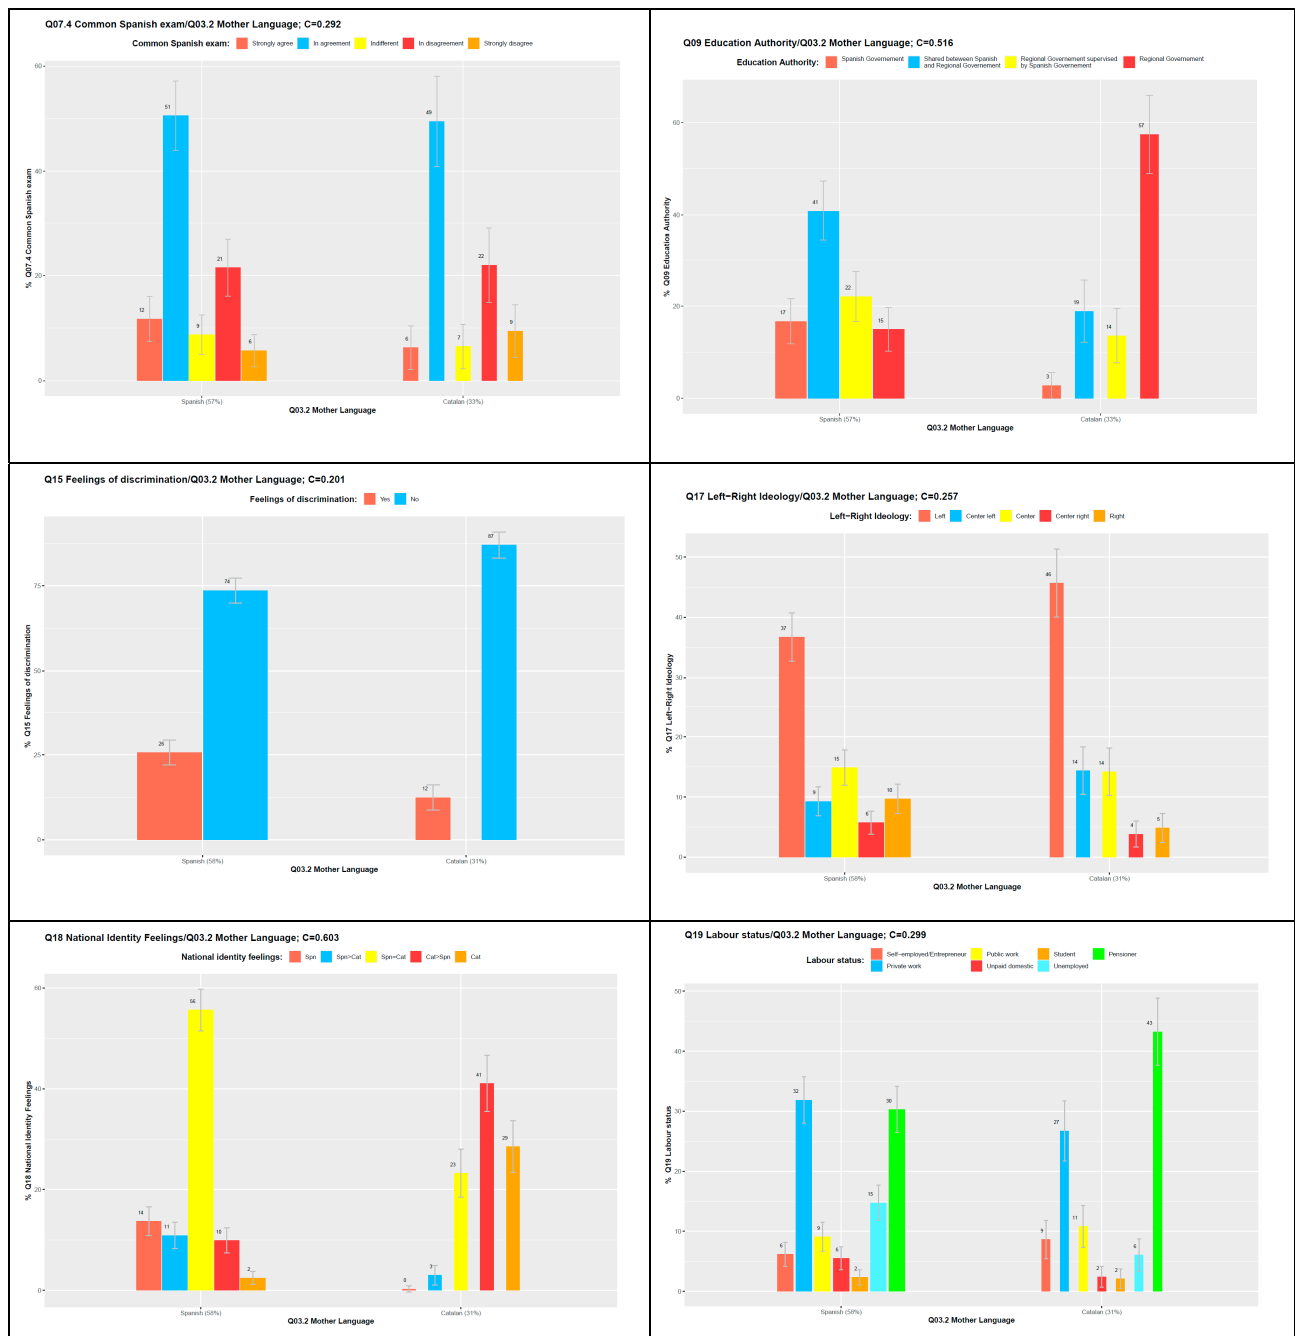 Q07.4 Common Spanish exam/Q03.2 Mother Language; C=0.292
Common Spanish exam: Strongly agree In agreement Indifferent In disagreement Strongly disagree
% Q07.4 Common Spanish exam
60
40
20
0
12
51
9
21
6
6
49
7
22
9
Spanish (57%)
Catalan (33%)
Q03.2 Mother Language
Q09 Education Authority/Q03.2 Mother Language; C=0.516
Education Authority: Spanish Governement Shared between Spanish and Regional Governement Regional Governement supervised by Spanish Governement Regional Governement
% Q09 Education Authority
60
40
20
0
17
41
22
15
3
19
14
57
Spanish (57%)
Catalan (33%)
Q03.2 Mother Language
Q15 Feelings of discrimination/Q03.2 Mother Language; C=0.201
Feelings of discrimination: Yes No
% Q15 Feelings of discrimination
75
50
25
0
26
74
12
87
Spanish (58%)
Catalan (31%)
Q03.2 Mother Language
Q17 Left−Right Ideology/Q03.2 Mother Language; C=0.257
Left−Right Ideology: Left Center left Center Center right Right
% Q17 Left−Right Ideology
50
40
30
20
10
0
37
9
15
6
10
46
14
14
4
5
Spanish (58%)
Catalan (31%)
Q03.2 Mother Language
Q18 National Identity Feelings/Q03.2 Mother Language; C=0.603
National identity feelings: Spn Spn>Cat Spn=Cat Cat>Spn Cat
% Q18 National Identity Feelings
60
40
20
0
14
11
56
10
2
0
3
23
41
29
Spanish (58%)
Catalan (31%)
Q03.2 Mother Language
Q19 Labour status/Q03.2 Mother Language; C=0.299
Labour status: Self−employed/Entrepreneur Public work Student Pensioner
Private work Unpaid domestic Unemployed
% Q19 Labour status
50
40
30
20
10
0
6
32
9
6
2
15
30
9
27
11
2
2
6
43
Spanish (58%)
Catalan (31%)
Q03.2 Mother Language